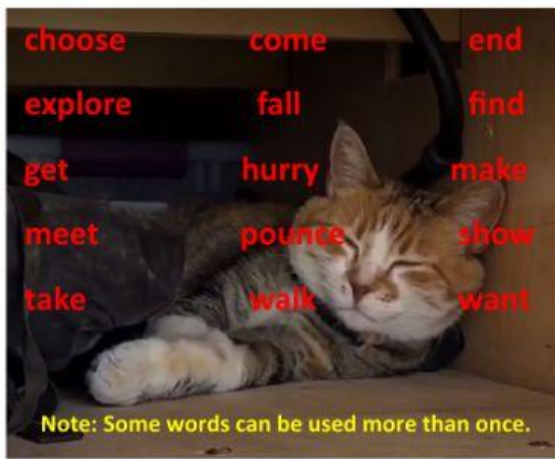 choose come end
explore fall find
get hurry make
meet pounce show
take walk want
Note: Some words can be used more than once.